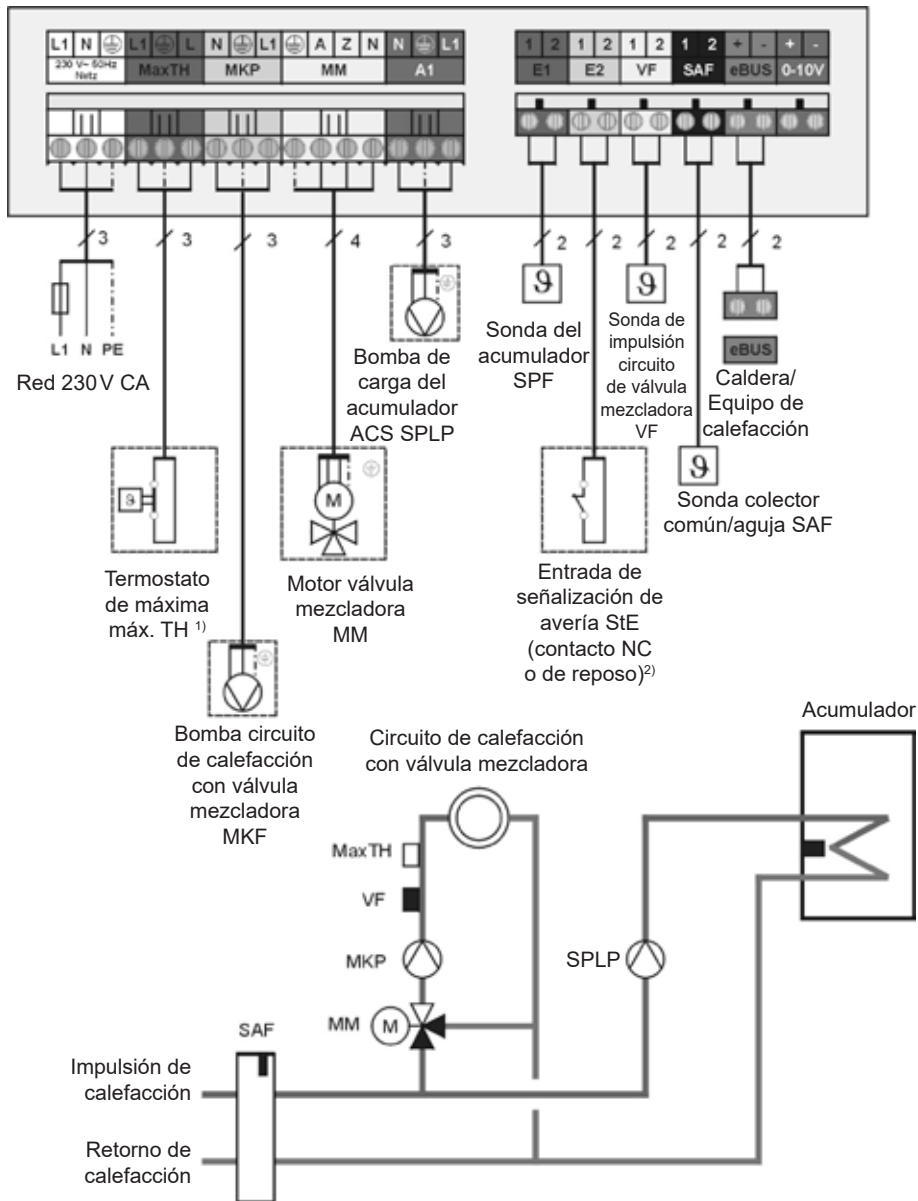 L1 N L1 L N L1 A Z N N L1
230 V~ 50Hz
Netz
MaxTH MKP MM A1
1 2 1 2 1 2 1 2 + - + -
E1 E2 VF SAF eBUS 0-10V
3 3 3 4 3 2 2 2 2 2
L1 N PE
Red 230 V CA
Bomba de
carga del
acumulador
ACS SPLP
ϑ
Sonda del
acumulador
SPF
ϑ
Sonda de
impulsión
circuito
de válvula
mezcladora
VF
eBUS
Caldera/
Equipo de
calefacción
ϑ
Sonda colector
común/aguja SAF
ϑ
Termostato
de máxima
máx. TH 1)
M
Motor válvula
mezcladora
MM
Entrada de
señalización de
avería StE
(contacto NC
o de reposo)2)
Bomba circuito
de calefacción
con válvula
mezcladora
MKF
Circuito de calefacción
con válvula mezcladora
Acumulador
MaxTH
VF
MKP
SPLP
MM M
SAF
Impulsión de
calefacción
Retorno de
calefacción